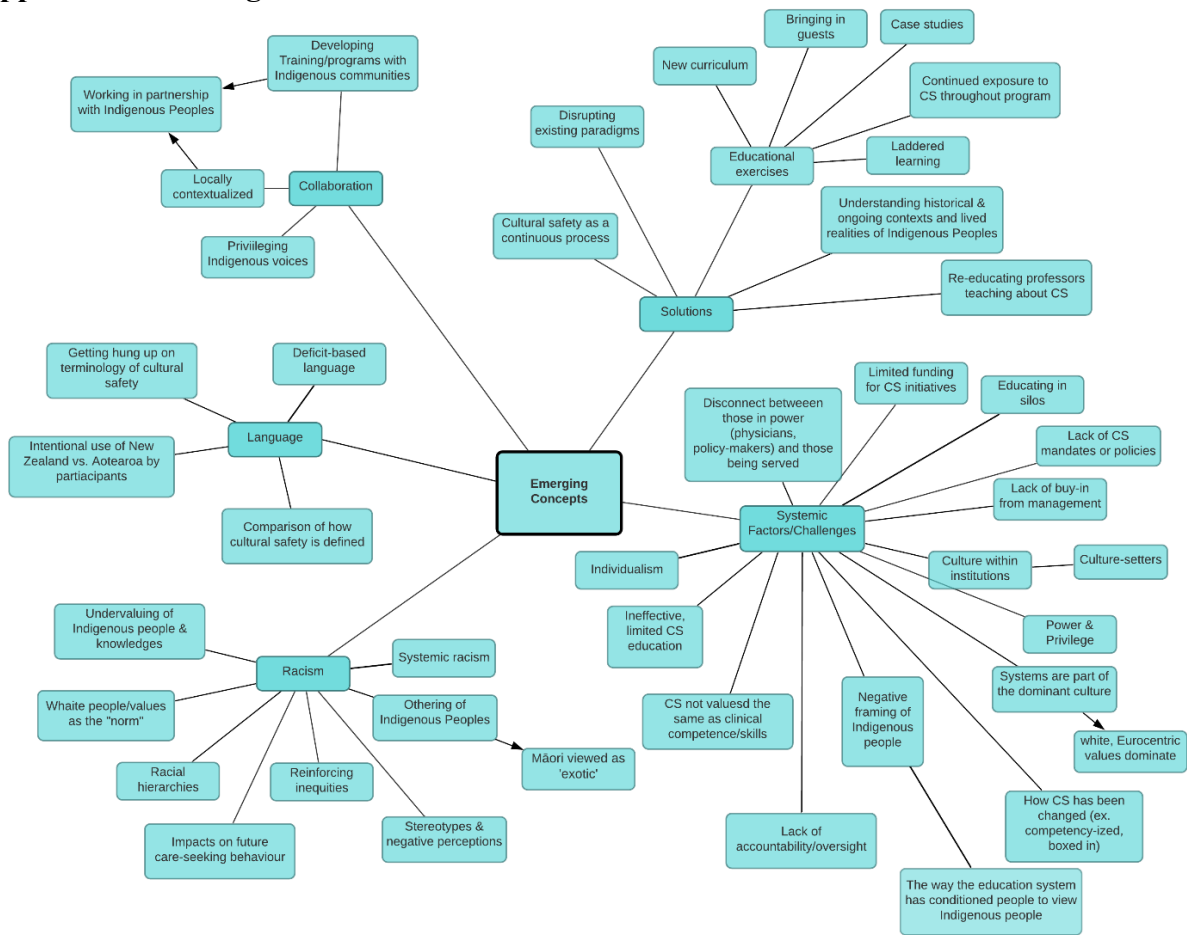 Developing
Training/programs with
Indigenous communities
Working in partnership
with Indigenous Peoples
Locally
contextualized
Collaboration
Priviileging
Indigenous voices
Bringing in
guests
Case studies
New curriculum
Continued exposure to
CS throughout program
Disrupting
existing paradigms
Educational
exercises
Laddered
learning
Cultural safety as a
continuous process
Understanding historical &
ongoing contexts and lived
realities of Indigenous Peoples
Re-educating professors
teaching about CS
Solutions
Getting hung up on
terminology of cultural
safety
Deficit-based
language
Language
Intentional use of New
Zealand vs. Aotearoa by
partiacipants
Comparison of how
cultural safety is defined
Emerging
Concepts
Disconnect betweeen
those in power
(physicians,
policy-makers) and those
being served
Limited funding
for CS initiatives
Educating in
silos
Lack of CS
mandates or policies
Lack of buy-in
from management
Systemic
Factors/Challenges
Culture within
institutions
Culture-setters
Individualism
Ineffective,
limited CS
education
Power &
Privilege
Systems are part of
the dominant culture
white, Eurocentric
values dominate
CS not valuesd the
same as clinical
competence/skills
Negative
framing of
Indigenous
people
How CS has been
changed (ex.
competency-ized,
boxed in)
Lack of
accountability/oversight
The way the education system
has conditioned people to view
Indigenous people
Undervaluing of
Indigenous people &
knowledges
Racism
Systemic racism
Whaite people/values
as the "norm"
Othering of
Indigenous Peoples
Māori viewed as
'exotic'
Racial
hierarchies
Reinforcing
inequities
Impacts on future
care-seeking behaviour
Stereotypes &
negative perceptions